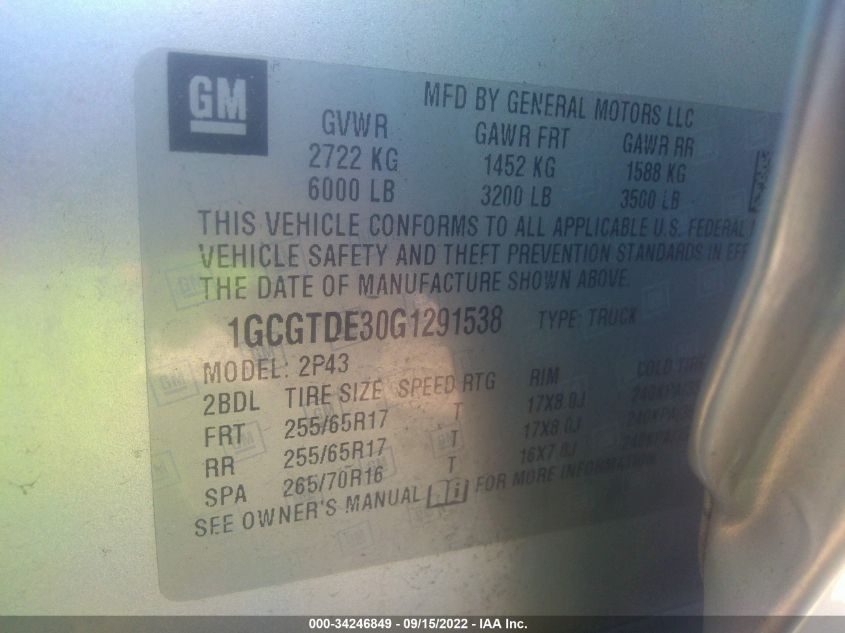 GM
MFD BY GENERAL MOTORS LLC
GVWR GAWR FRT GAWR RR
2722 KG 1452 KG 1588 KG
6000 LB 3200 LB 3500 LB
THIS VEHICLE CONFORMS TO ALL APPLICABLE U.S. FEDERAL
VEHICLE SAFETY AND THEFT PREVENTION STANDARDS IN EFF
THE DATE OF MANUFACTURE SHOWN ABOVE.
1GCGTDE30G1291538 TYPE: TRUCK
MODEL: 2P43
2BDL TIRE SIZE SPEED RTG RIM COLD TIRE
FRT 255/65R17 T 17X8.0J 240KPA
RR 255/65R17 T 17X8.0J 240KPA
SPA 265/70R16 T 16X7.0J 240KPA
SEE OWNER'S MANUAL FOR MORE INFORMATION
000-34246849 - 09/15/2022 - IAA Inc.